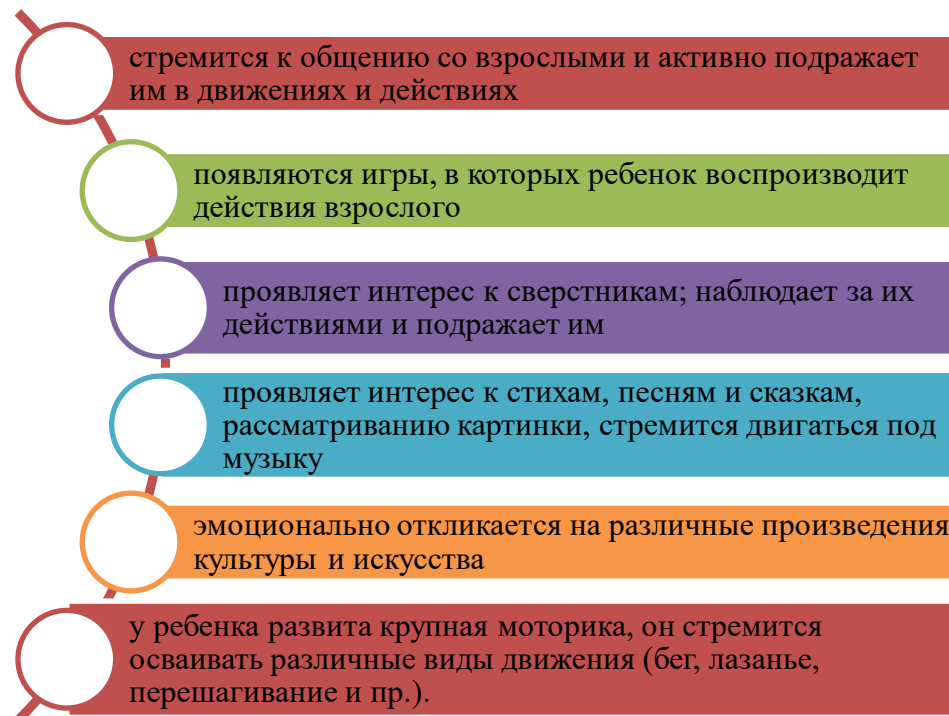 стремится к общению со взрослыми и активно подражает
им в движениях и действиях
появляются игры, в которых ребенок воспроизводит
действия взрослого
проявляет интерес к сверстникам; наблюдает за их
действиями и подражает им
проявляет интерес к стихам, песням и сказкам,
рассматриванию картинки, стремится двигаться под
музыку
эмоционально откликается на различные произведения
культуры и искусства
у ребенка развита крупная моторика, он стремится
осваивать различные виды движения (бег, лазанье,
перешагивание и пр.).